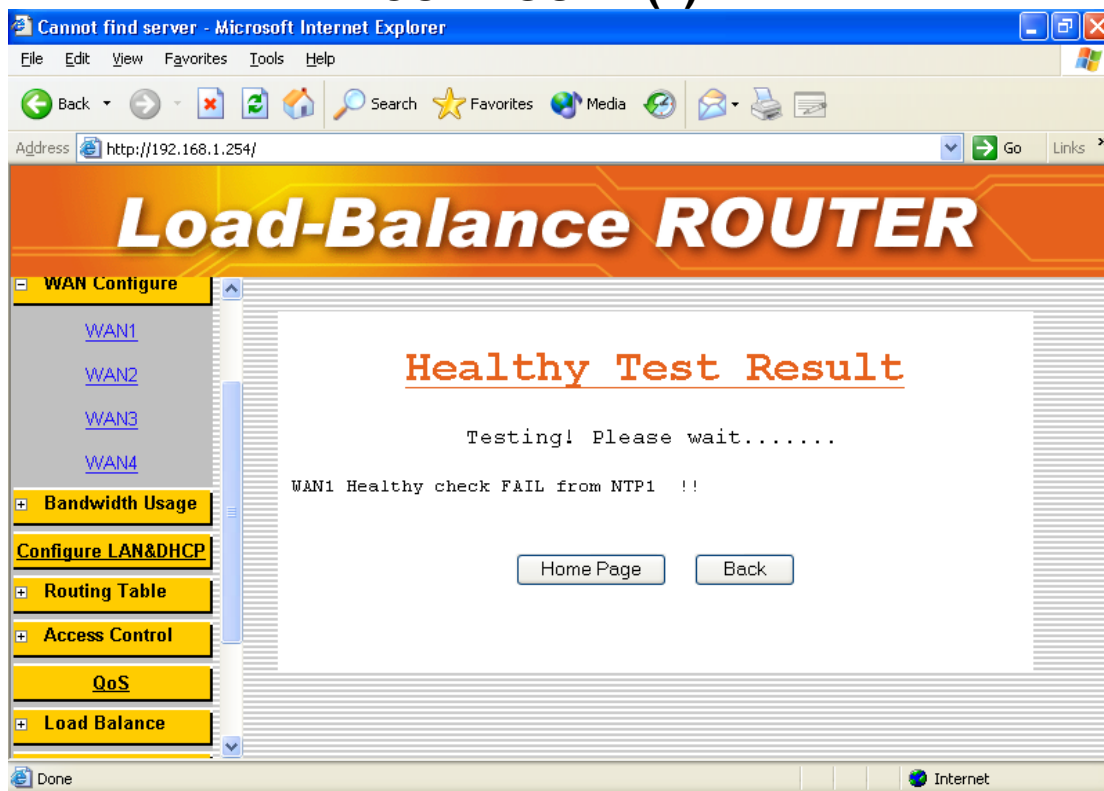 Cannot find server - Microsoft Internet Explorer
File Edit View Favorites Tools Help
Back Search Favorites Media
Address http://192.168.1.254/ Go Links
Load-Balance ROUTER
WAN Configure
WAN1
WAN2
WAN3
WAN4
Bandwidth Usage
Configure LAN&DHCP
Routing Table
Access Control
QoS
Load Balance
Healthy Test Result
Testing! Please wait.......
WAN1 Healthy check FAIL from NTP1 !!
Home Page Back
Done Internet